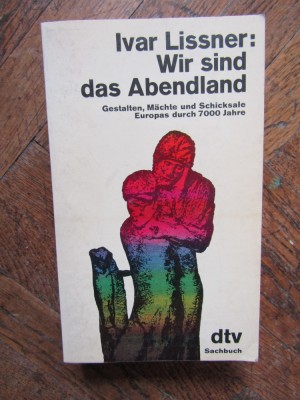 Ivar Lissner:
Wir sind
das Abendland
Gestalten, Mächte und Schicksale
Europas durch 7000 Jahre
dtv
Sachbuch